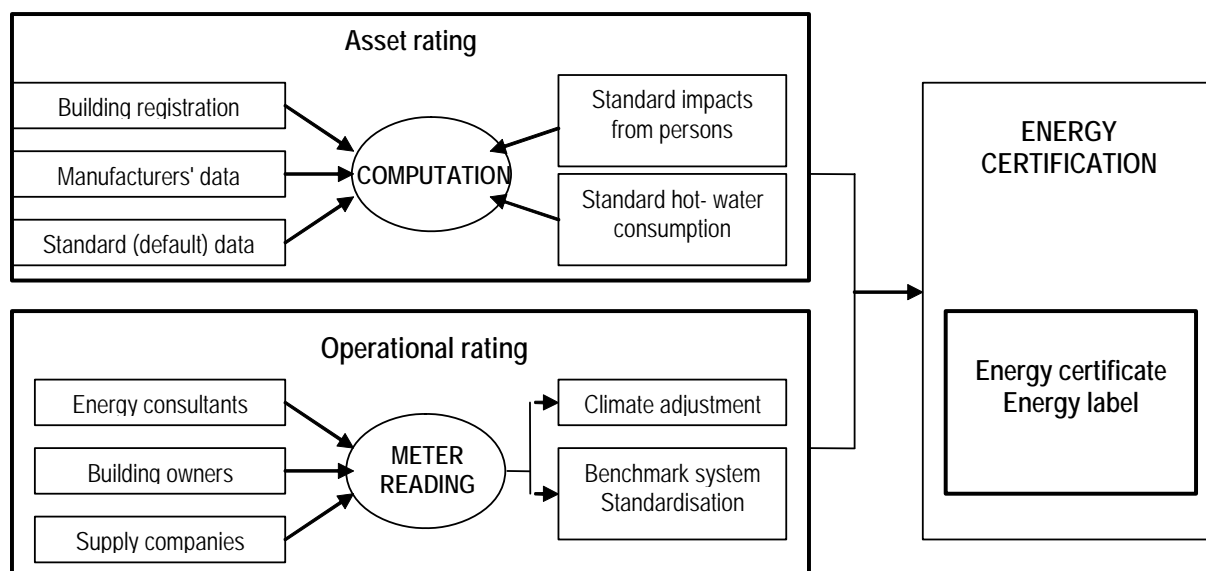 Asset rating
Building registration
Manufacturers' data
Standard (default) data
COMPUTATION
Standard impacts
from persons
Standard hot- water
consumption
Operational rating
Energy consultants
Building owners
Supply companies
METER
READING
Climate adjustment
Benchmark system
Standardisation
ENERGY
CERTIFICATION
Energy certificate
Energy label